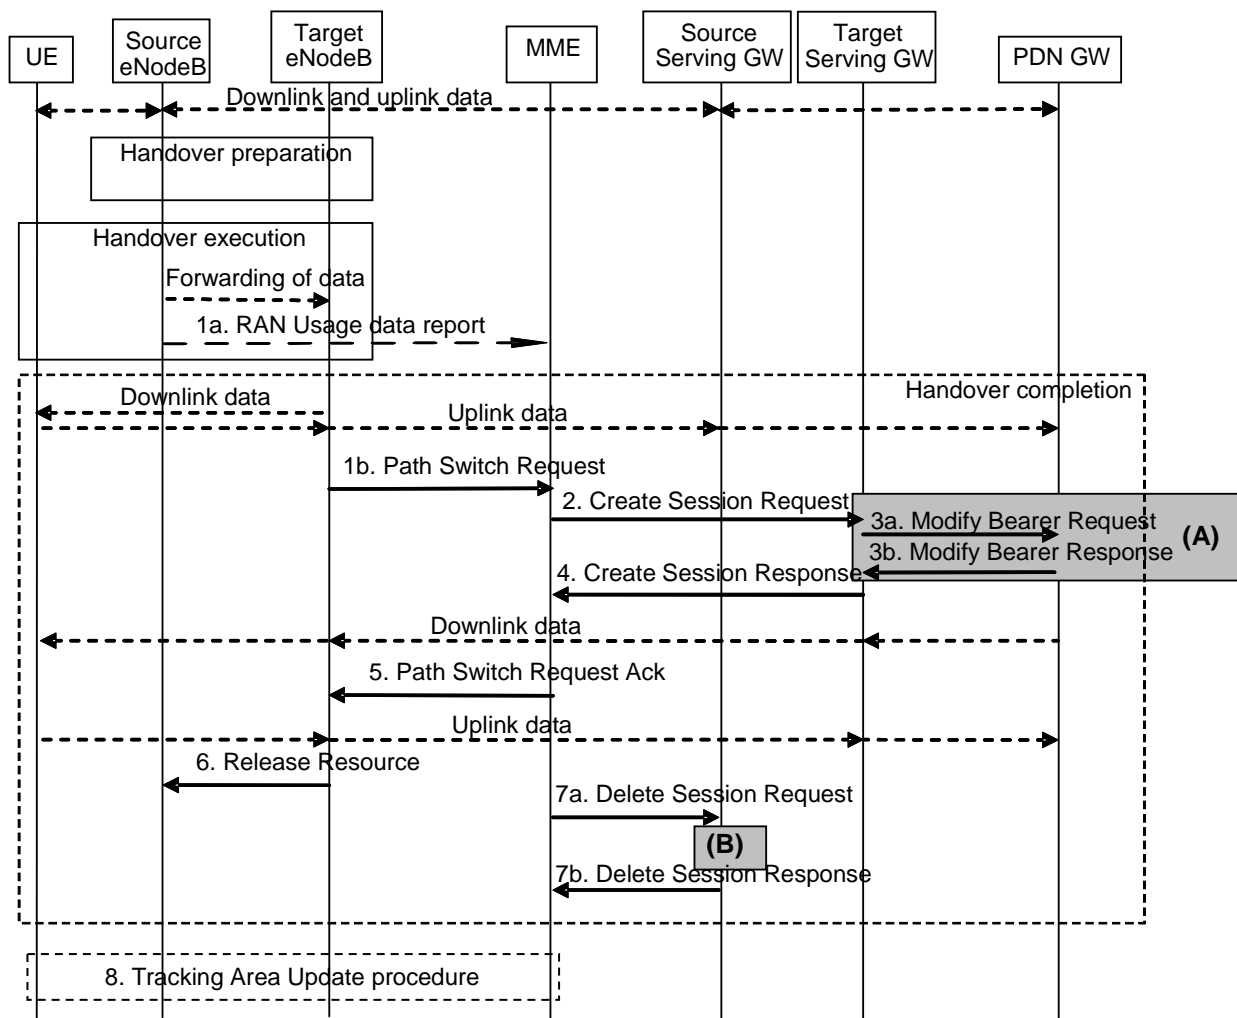 UE
Source
eNodeB
Target
eNodeB
MME
Source
Serving GW
Target
Serving GW
PDN GW
Downlink and uplink data
Handover preparation
Handover execution
Forwarding of data
1a. RAN Usage data report
Handover completion
Downlink data
Uplink data
1b. Path Switch Request
2. Create Session Request
3a. Modify Bearer Request
(A)
3b. Modify Bearer Response
4. Create Session Response
Downlink data
5. Path Switch Request Ack
Uplink data
6. Release Resource
7a. Delete Session Request
(B)
7b. Delete Session Response
8. Tracking Area Update procedure